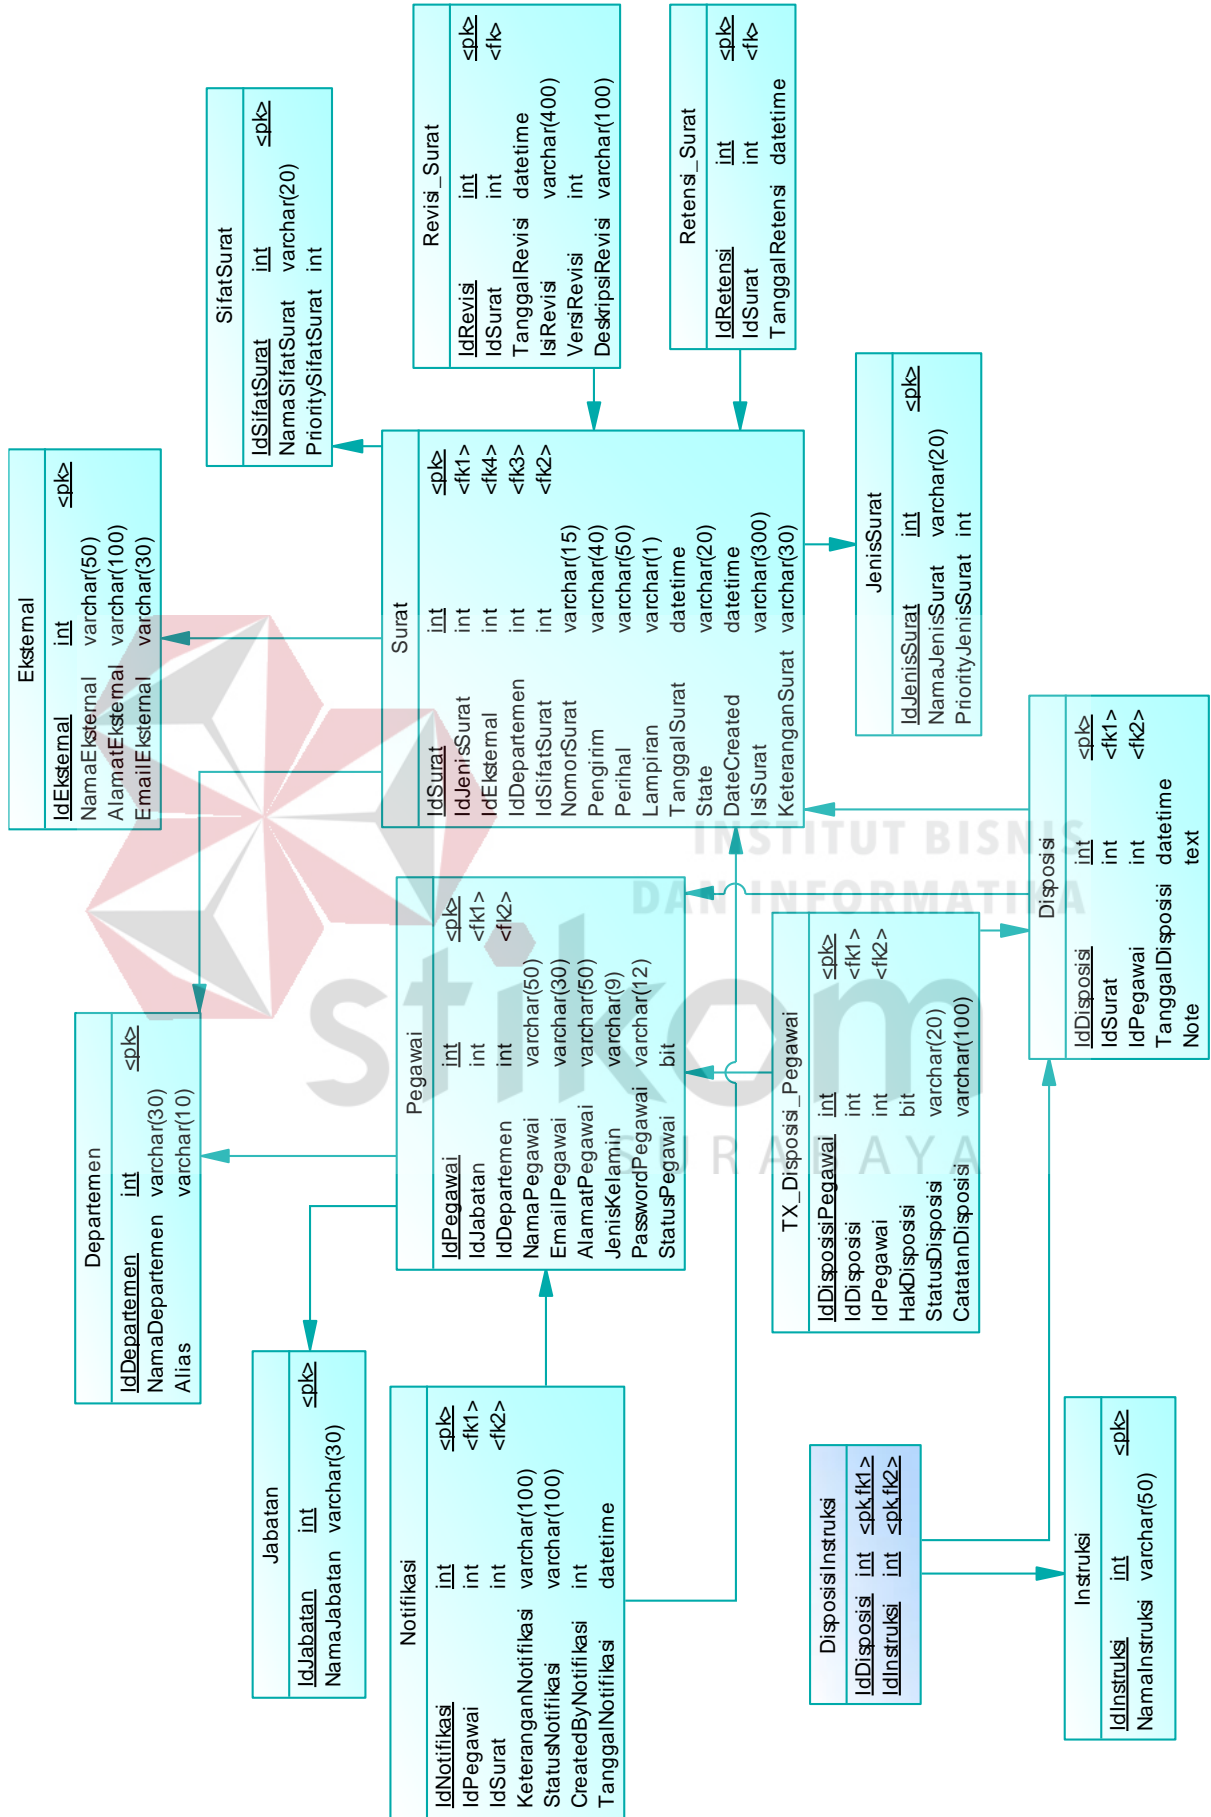 Eksternal
IdEksternal int <pk>
NamaEksternal varchar(50)
AlamatEksternal varchar(100)
EmailEksternal varchar(30)
SifatSurat
IdSifatSurat int <pk>
NamaSifatSurat varchar(20)
PrioritySifatSurat int
Revisi_Surat
IdRevisi int <pk>
IdSurat int <fk>
TanggalRevisi datetime
IsiRevisi varchar(400)
VersiRevisi int
DeskripsiRevisi varchar(100)
Retensi_Surat
IdRetensi int <pk>
IdSurat int <fk>
TanggalRetensi datetime
Departemen
IdDepartemen int <pk>
NamaDepartemen varchar(30)
Alias varchar(10)
Surat
IdSurat int <pk>
IdJenisSurat int <fk1>
IdEksternal int <fk4>
IdDepartemen int <fk3>
IdSifatSurat int <fk2>
NomorSurat varchar(15)
Pengirim varchar(40)
Perihal varchar(50)
Lampiran varchar(1)
TanggalSurat datetime
State varchar(20)
DateCreated datetime
IsiSurat varchar(300)
KeteranganSurat varchar(30)
JenisSurat
IdJenisSurat int <pk>
NamaJenisSurat varchar(20)
PriorityJenisSurat int
Jabatan
IdJabatan int <pk>
NamaJabatan varchar(30)
Pegawai
IdPegawai int <pk>
IdJabatan int <fk1>
IdDepartemen int <fk2>
NamaPegawai varchar(50)
EmailPegawai varchar(30)
AlamatPegawai varchar(50)
JenisKelamin varchar(9)
PasswordPegawai varchar(12)
StatusPegawai bit
Notifikasi
IdNotifikasi int <pk>
IdPegawai int <fk1>
IdSurat int <fk2>
KeteranganNotifikasi varchar(100)
StatusNotifikasi varchar(100)
CreatedByNotifikasi int
TanggalNotifikasi datetime
TX_Disposisi_Pegawai
IdDisposisiPegawai int <pk>
IdDisposisi int <fk1>
IdPegawai int <fk2>
HakDisposisi bit
StatusDisposisi varchar(20)
CatatanDisposisi varchar(100)
Disposisi
IdDisposisi int <pk>
IdSurat int <fk1>
IdPegawai int <fk2>
TanggalDisposisi datetime
Note text
DisposisiInstruksi
IdDisposisi int <pk,fk1>
IdInstruksi int <pk,fk2>
Instruksi
IdInstruksi int <pk>
NamaInstruksi varchar(50)
INSTITUT BISNIS
DAN INFORMATIKA
stikom
SURABAYA